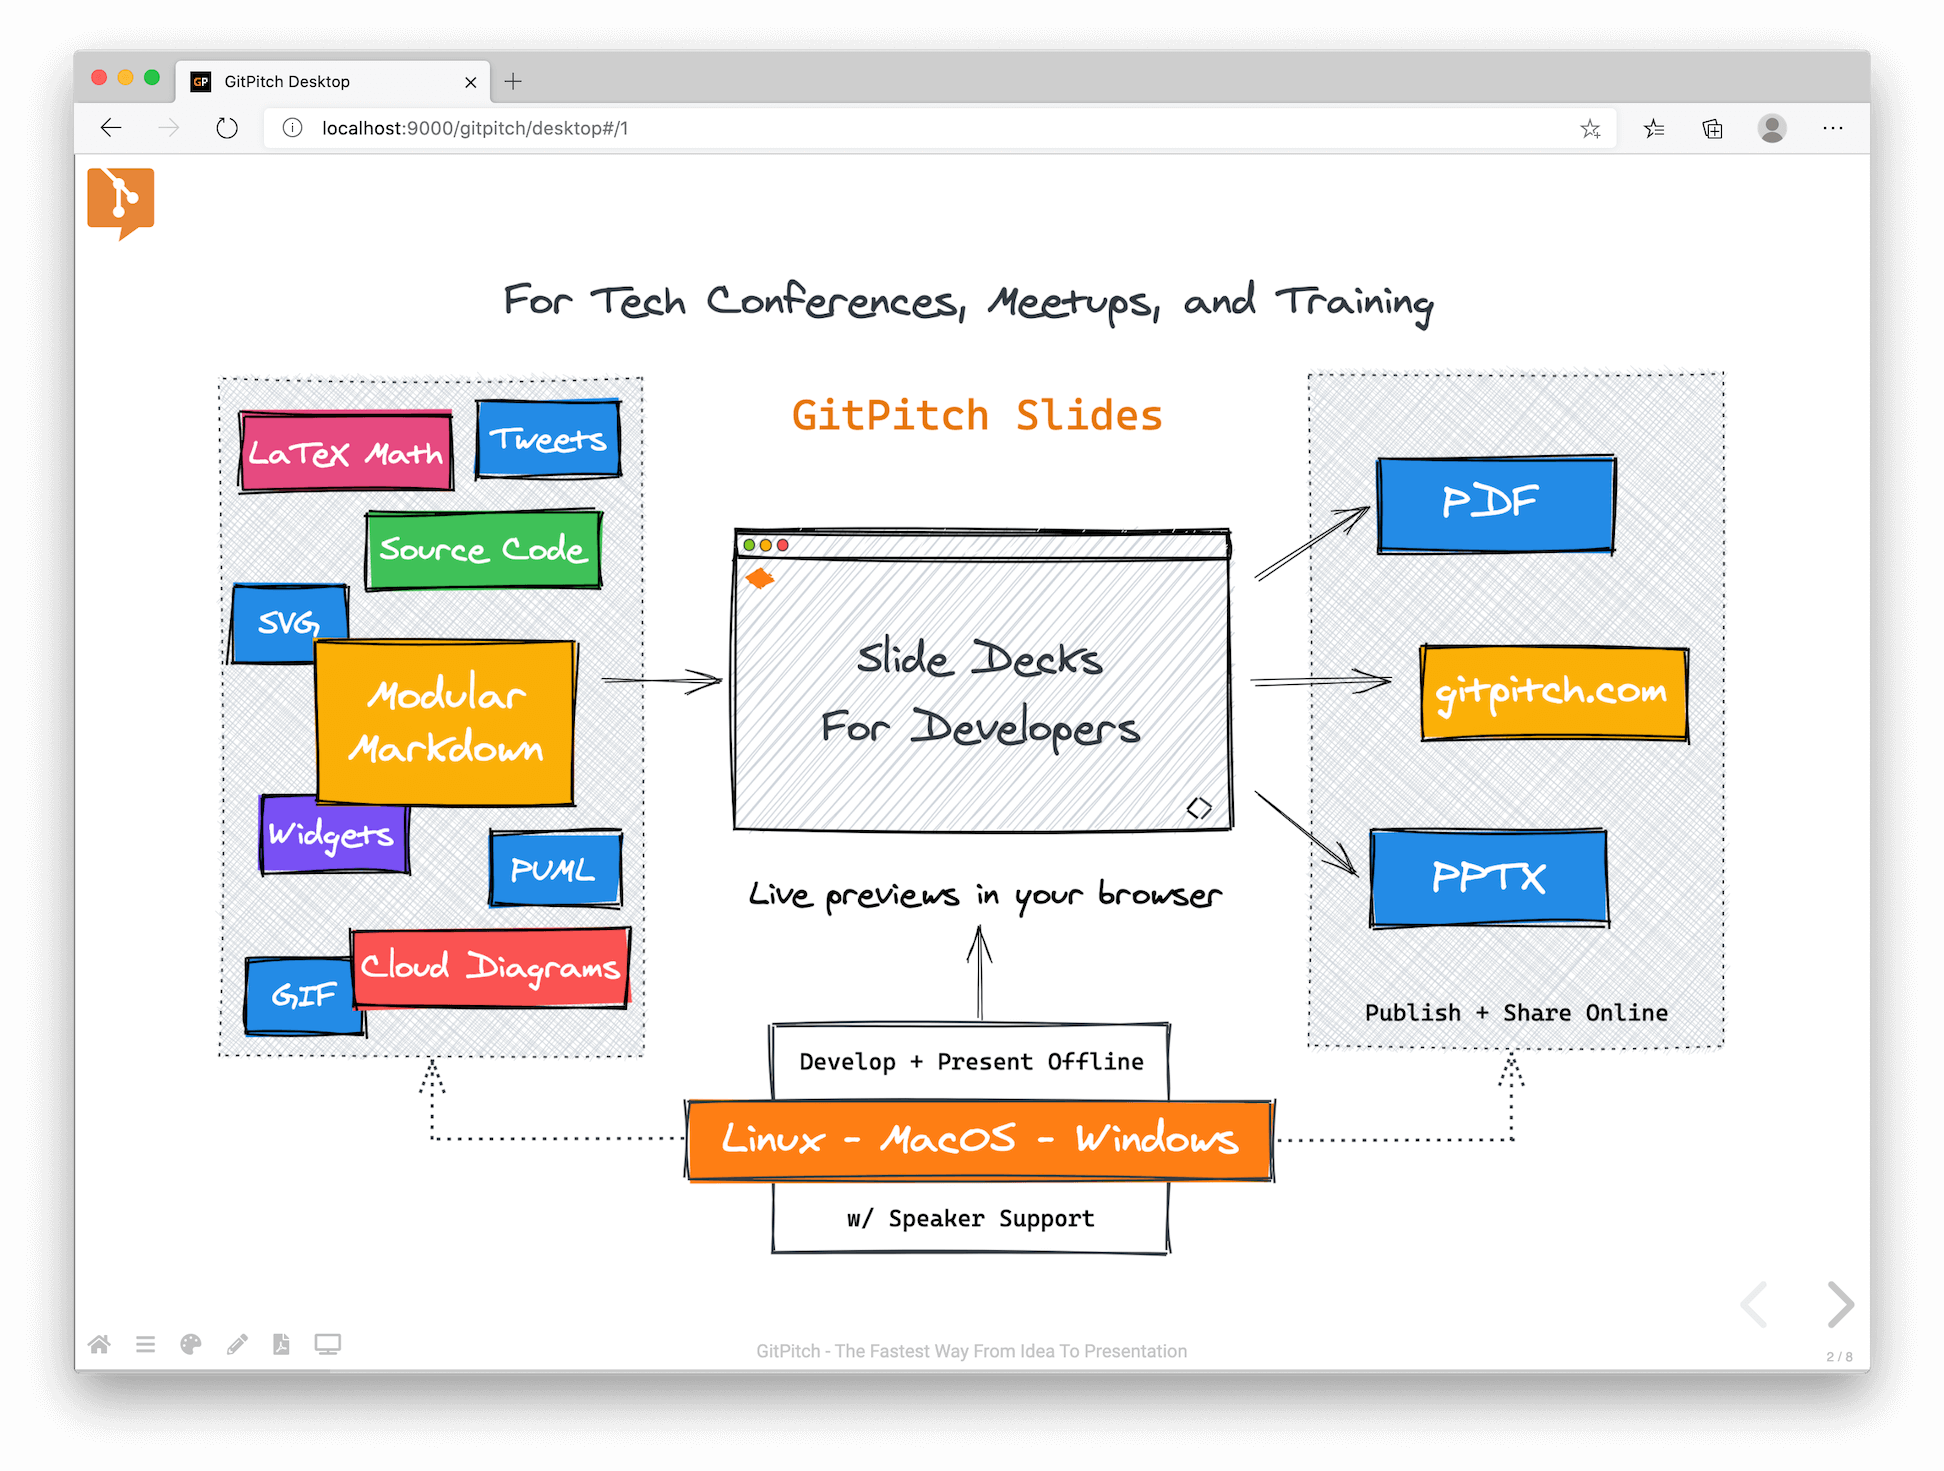 GP GitPitch Desktop
localhost:9000/gitpitch/desktop#/1
For Tech Conferences, Meetups, and Training
GitPitch Slides
LaTeX Math
Tweets
Source Code
SVG
Modular
Markdown
Widgets
PUML
GIF
Cloud Diagrams
Slide Decks
For Developers
Live previews in your browser
PDF
gitpitch.com
PPTX
Publish + Share Online
Develop + Present Offline
Linux - MacOS - Windows
w/ Speaker Support
GitPitch - The Fastest Way From Idea To Presentation
2 / 8